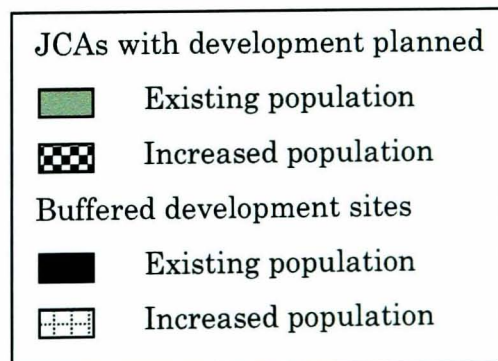 JCAs with development planned
Existing population
Increased population
Buffered development sites
Existing population
Increased population